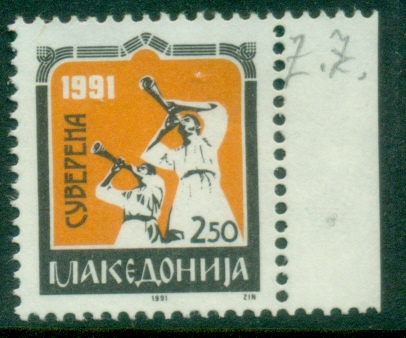 1991
СУВЕРЕНА
250
МАКЕДОНИЈА
1991 ZIN
Z.Z.